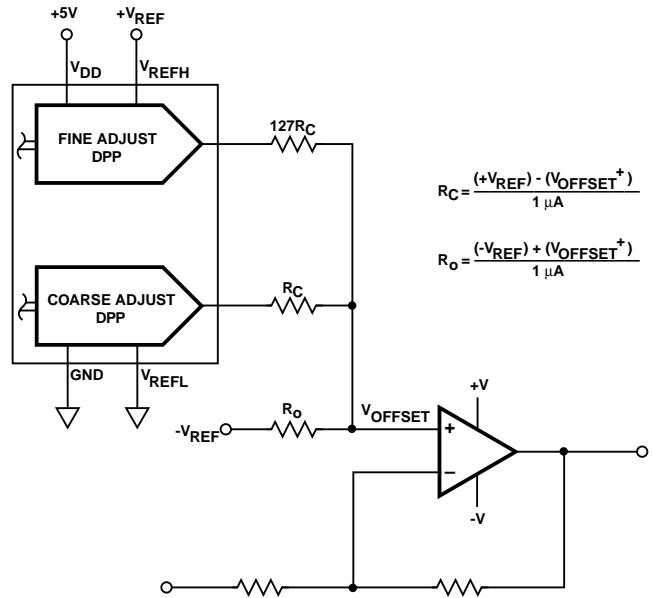 +5V
+VREF
VDD
VREFH
FINE ADJUST
DPP
127RC
RC = (+VREF) - (VOFFSET+)
1 μA
Ro = (-VREF) + (VOFFSET+)
1 μA
COARSE ADJUST
DPP
RC
GND
VREFL
+V
-VREF
Ro
VOFFSET
+
−
-V